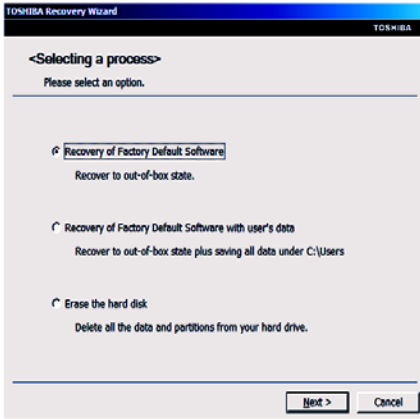 TOSHIBA Recovery Wizard
TOSHIBA
<Selecting a process>
Please select an option.
Recovery of Factory Default Software
Recover to out-of-box state.
Recovery of Factory Default Software with user's data
Recover to out-of-box state plus saving all data under C:\Users
Erase the hard disk
Delete all the data and partitions from your hard drive.
Next >
Cancel